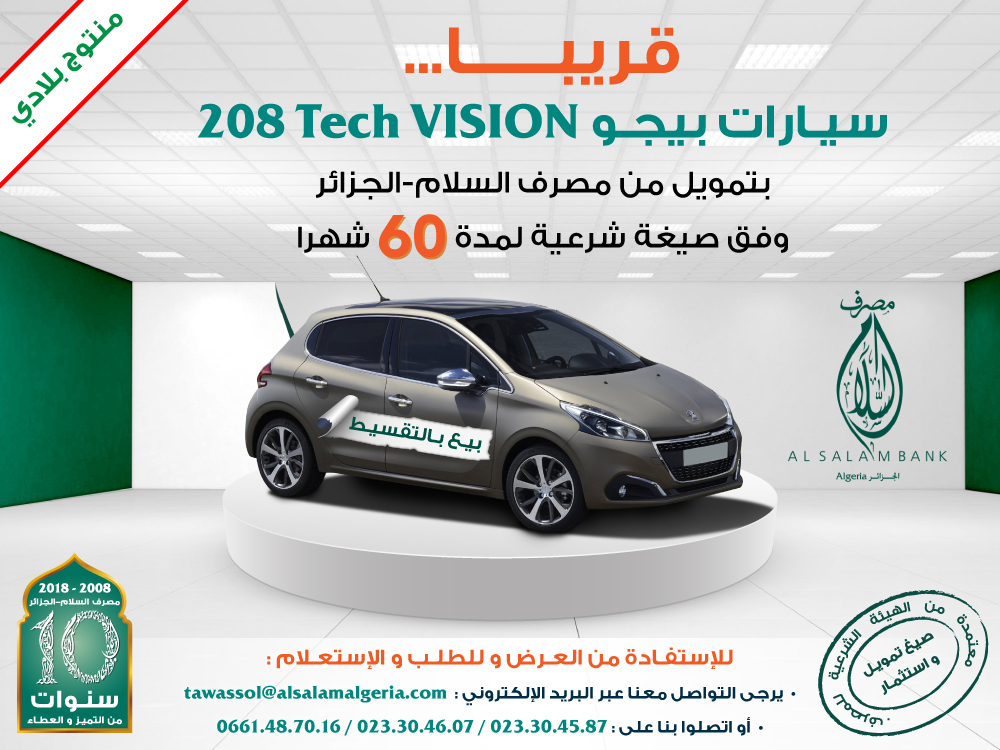 منتوج بلادي
قريبـــــا...
سيارات بيجو 208 Tech VISION
بتمويل من مصرف السلام-الجزائر
وفق صيغة شرعية لمدة 60 شهرا
بيع بالتقسيط
مصرف
السلام
AL SALAM BANK
Algeria الجزائر
2018 - 2008
مصرف السلام-الجزائر
10
سنوات
من التميز و العطاء
معتمدة من الهيئة الشرعية للمصرف
صيغ تمويل
و استثمار
للإستفادة من العرض و للطلب و الإستعلام :
• يرجى التواصل معنا عبر البريد الإلكتروني : tawassol@alsalamalgeria.com
• أو اتصلوا بنا على : 023.30.45.87 / 023.30.46.07 / 0661.48.70.16